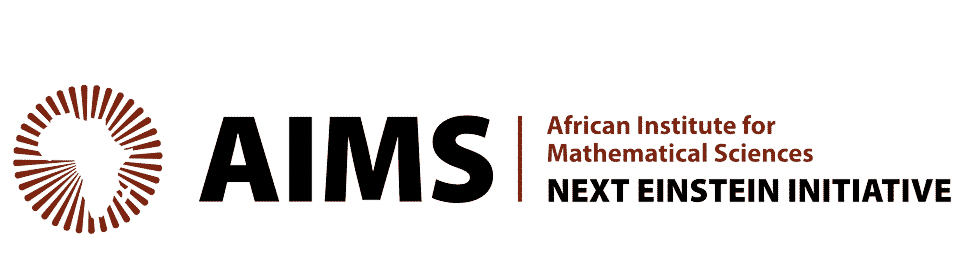 AIMS
African Institute for
Mathematical Sciences
NEXT EINSTEIN INITIATIVE